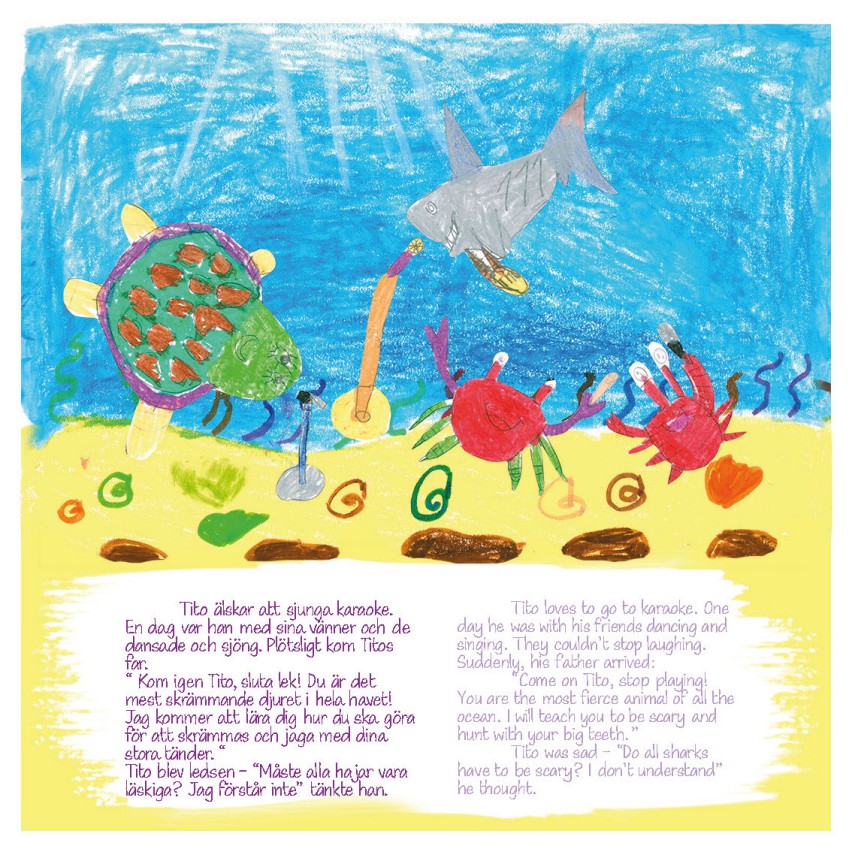 Tito älskar att sjunga karaoke.
En dag var han med sina vänner och de
dansade och sjöng. Plötsligt kom Titos
far.
“ Kom igen Tito, sluta lek! Du är det
mest skrämmande djuret i hela havet!
Jag kommer att lära dig hur du ska göra
för att skrämmas och jaga med dina
stora tänder. “
Tito blev ledsen – “Måste alla hajar vara
läskiga? Jag förstår inte” tänkte han.
Tito loves to go to karaoke. One
day he was with his friends dancing and
singing. They couldn't stop laughing.
Suddenly, his father arrived:
“Come on Tito, stop playing!
You are the most fierce animal of all the
ocean. I will teach you to be scary and
hunt with your big teeth.”
Tito was sad – “Do all sharks
have to be scary? I don't understand”
he thought.